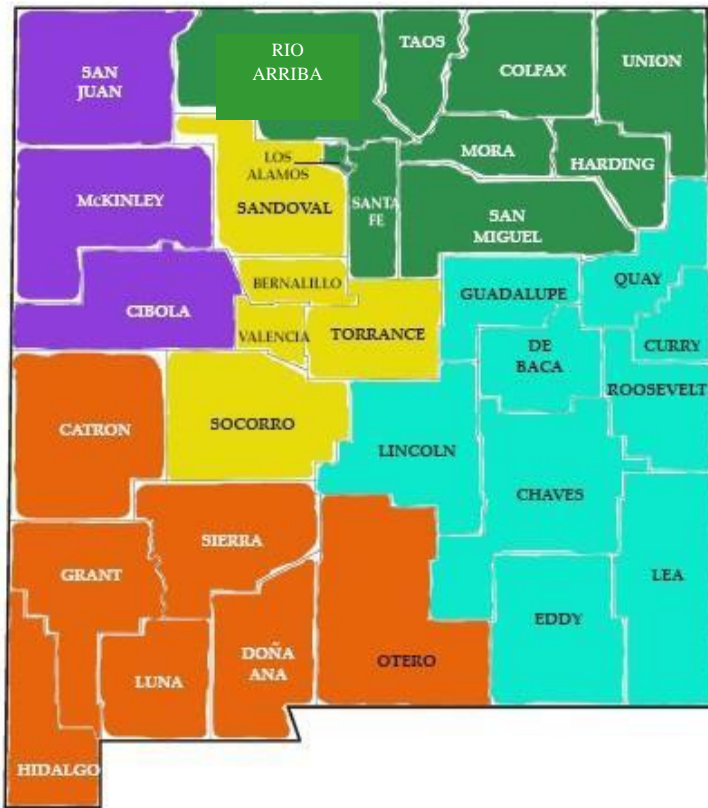 SAN
JUAN
RIO
ARRIBA
TAOS
COLFAX
UNION
LOS
ALAMOS
MORA
HARDING
McKINLEY
SANDOVAL
SANTA
FE
SAN
MIGUEL
BERNALILLO
GUADALUPE
QUAY
CIBOLA
VALENCIA
TORRANCE
DE
BACA
CURRY
ROOSEVELT
CATRON
SOCORRO
LINCOLN
CHAVES
SIERRA
GRANT
LEA
EDDY
LUNA
DOÑA
ANA
OTERO
HIDALGO